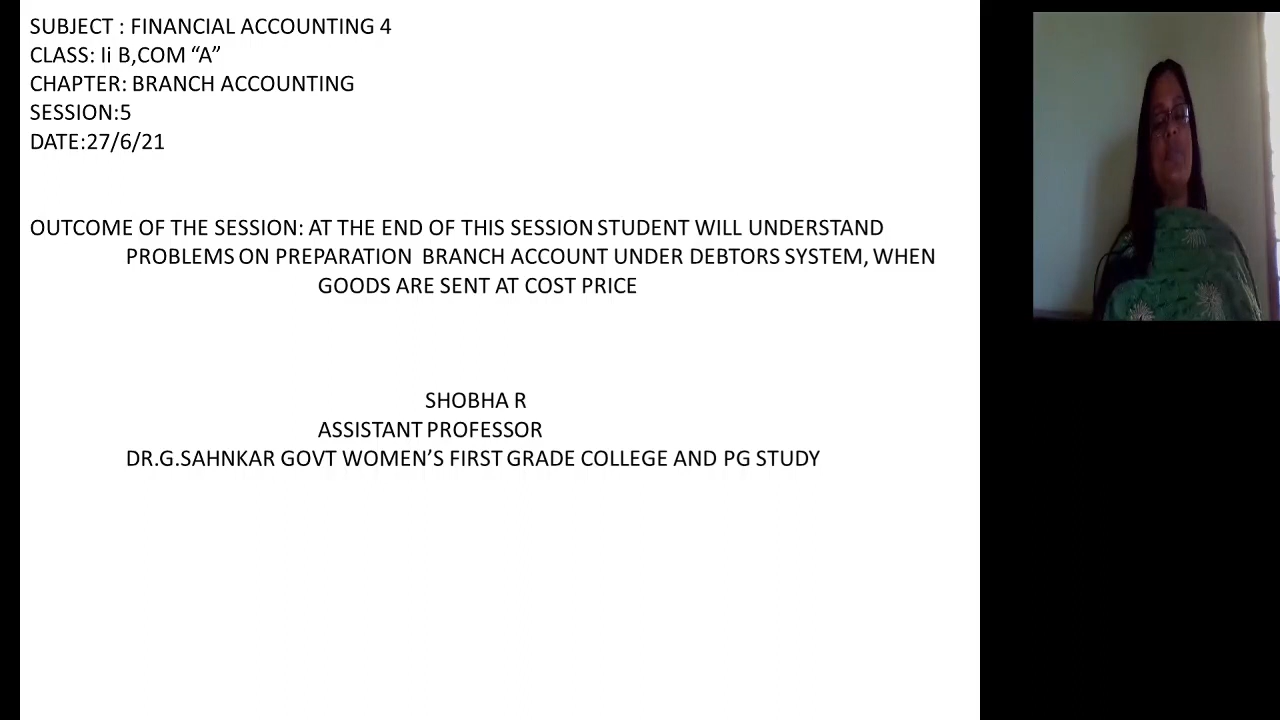 SUBJECT : FINANCIAL ACCOUNTING 4
CLASS: Ii B,COM “A”
CHAPTER: BRANCH ACCOUNTING
SESSION:5
DATE:27/6/21
OUTCOME OF THE SESSION: AT THE END OF THIS SESSION STUDENT WILL UNDERSTAND
PROBLEMS ON PREPARATION BRANCH ACCOUNT UNDER DEBTORS SYSTEM, WHEN
GOODS ARE SENT AT COST PRICE
SHOBHA R
ASSISTANT PROFESSOR
DR.G.SAHNKAR GOVT WOMEN’S FIRST GRADE COLLEGE AND PG STUDY